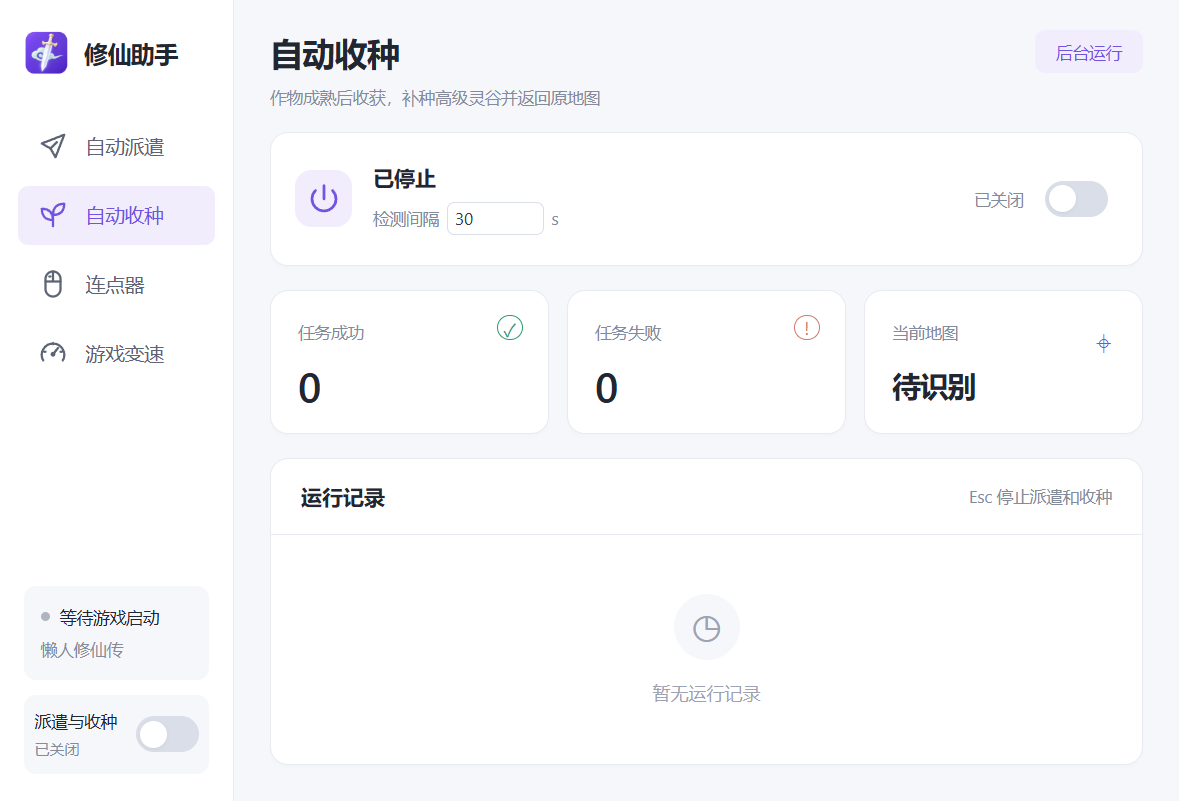 修仙助手
自动派遣
自动收种
连点器
游戏变速
等待游戏启动
懒人修仙传
派遣与收种
已关闭
自动收种
后台运行
作物成熟后收获，补种高级灵谷并返回原地图
已停止
检测间隔 30 s
已关闭
任务成功
0
任务失败
0
当前地图
待识别
运行记录
Esc 停止派遣和收种
暂无运行记录